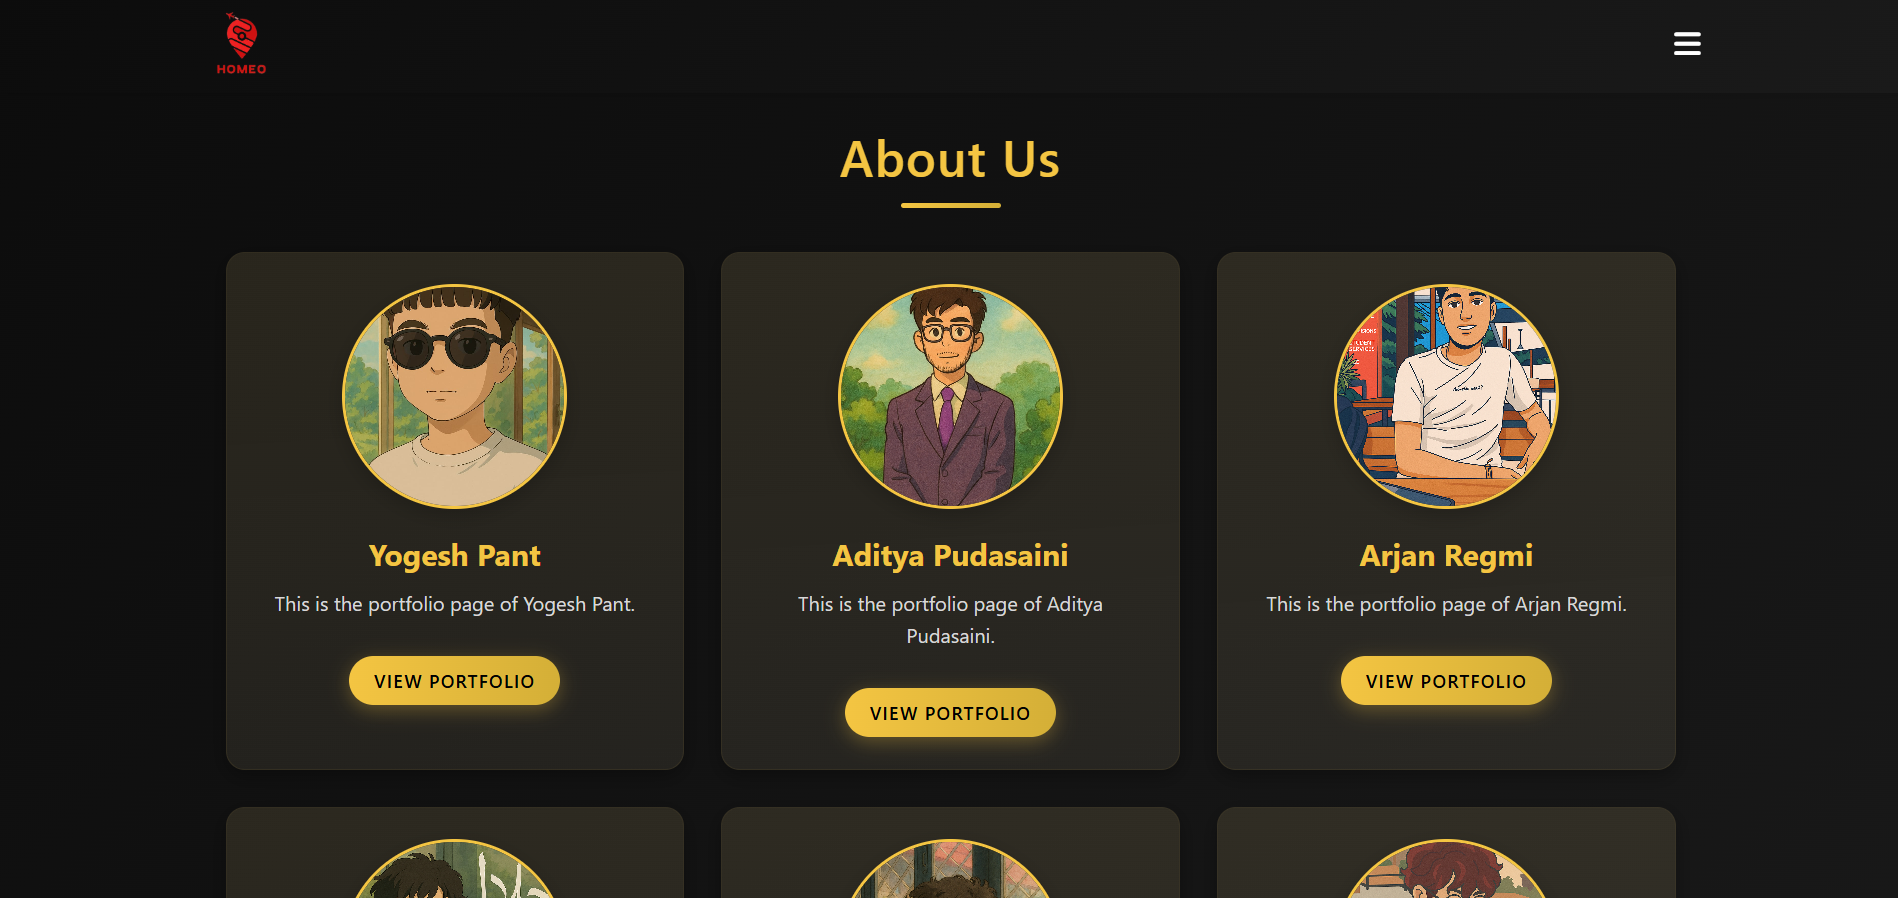 HOMEO
About Us
Yogesh Pant
This is the portfolio page of Yogesh Pant.
VIEW PORTFOLIO
Aditya Pudasaini
This is the portfolio page of Aditya
Pudasaini.
VIEW PORTFOLIO
Arjan Regmi
This is the portfolio page of Arjan Regmi.
VIEW PORTFOLIO